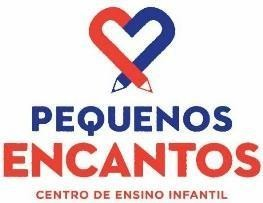 PEQUENOS
ENCANTOS
CENTRO DE ENSINO INFANTIL